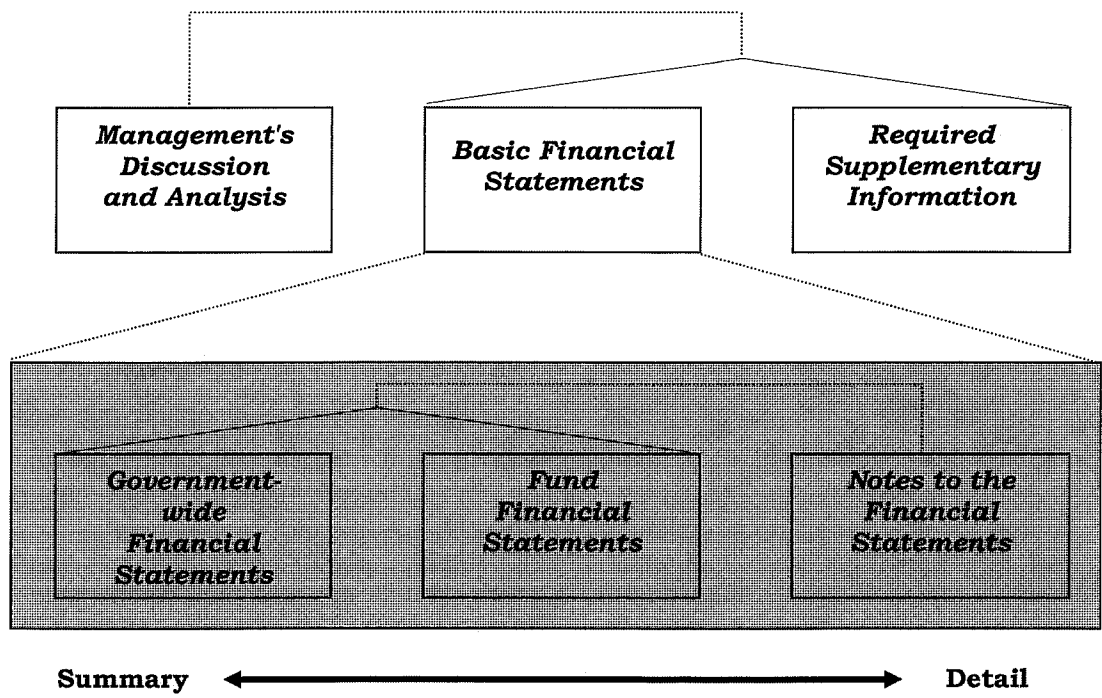 Management's
Discussion
and Analysis
Basic Financial
Statements
Required
Supplementary
Information
Government-
wide
Financial
Statements
Fund
Financial
Statements
Notes to the
Financial
Statements
Summary
Detail